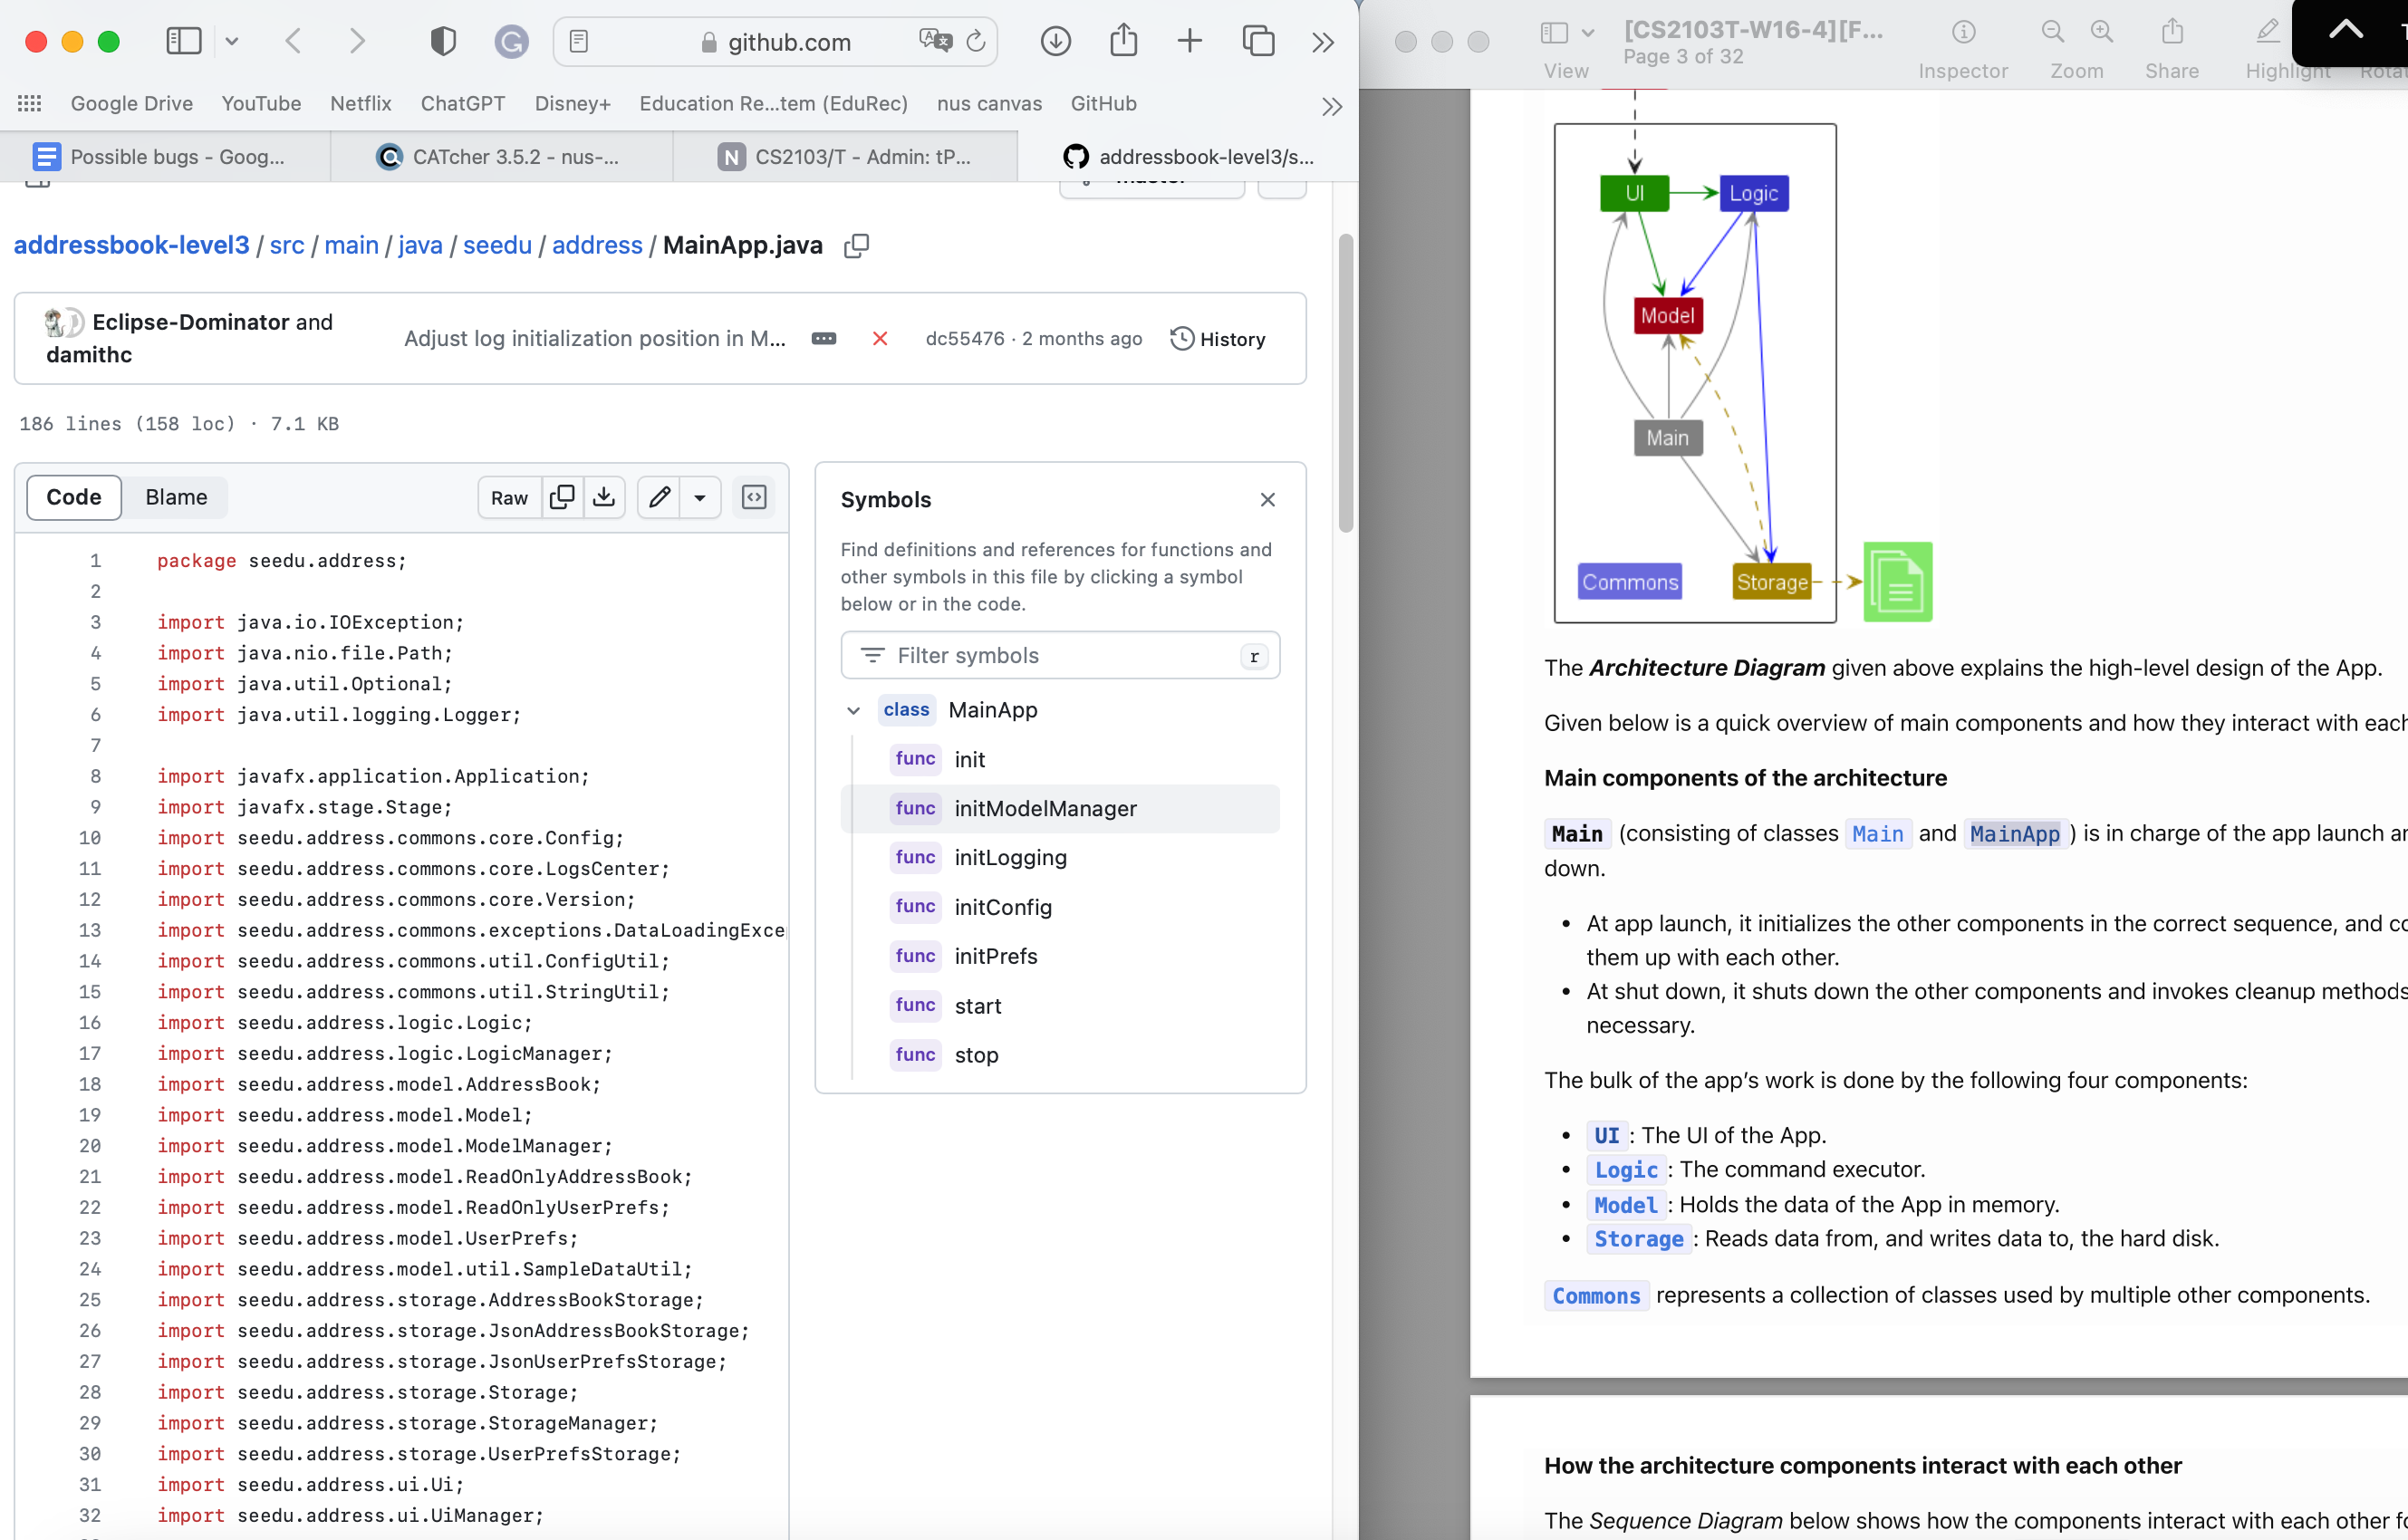 github.com
Google Drive YouTube Netflix ChatGPT Disney+ Education Re...tem (EduRec) nus canvas GitHub
Possible bugs - Goog... CATcher 3.5.2 - nus-... CS2103/T - Admin: tP... addressbook-level3/s...
addressbook-level3 / src / main / java / seedu / address / MainApp.java
Eclipse-Dominator and
damithc
Adjust log initialization position in M... dc55476 · 2 months ago History
186 lines (158 loc) · 7.1 KB
Code Blame Raw
1 package seedu.address;
2
3 import java.io.IOException;
4 import java.nio.file.Path;
5 import java.util.Optional;
6 import java.util.logging.Logger;
7
8 import javafx.application.Application;
9 import javafx.stage.Stage;
10 import seedu.address.commons.core.Config;
11 import seedu.address.commons.core.LogsCenter;
12 import seedu.address.commons.core.Version;
13 import seedu.address.commons.exceptions.DataLoadingExce
14 import seedu.address.commons.util.ConfigUtil;
15 import seedu.address.commons.util.StringUtil;
16 import seedu.address.logic.Logic;
17 import seedu.address.logic.LogicManager;
18 import seedu.address.model.AddressBook;
19 import seedu.address.model.Model;
20 import seedu.address.model.ModelManager;
21 import seedu.address.model.ReadOnlyAddressBook;
22 import seedu.address.model.ReadOnlyUserPrefs;
23 import seedu.address.model.UserPrefs;
24 import seedu.address.model.util.SampleDataUtil;
25 import seedu.address.storage.AddressBookStorage;
26 import seedu.address.storage.JsonAddressBookStorage;
27 import seedu.address.storage.JsonUserPrefsStorage;
28 import seedu.address.storage.Storage;
29 import seedu.address.storage.StorageManager;
30 import seedu.address.storage.UserPrefsStorage;
31 import seedu.address.ui.Ui;
32 import seedu.address.ui.UiManager;
Symbols
Find definitions and references for functions and
other symbols in this file by clicking a symbol
below or in the code.
Filter symbols r
class MainApp
func init
func initModelManager
func initLogging
func initConfig
func initPrefs
func start
func stop
[CS2103T-W16-4][F...
Page 3 of 32
View Inspector Zoom Share Highlight Rotat
UI Logic
Model
Main
Commons Storage
The Architecture Diagram given above explains the high-level design of the App.
Given below is a quick overview of main components and how they interact with each
Main components of the architecture
Main (consisting of classes Main and MainApp) is in charge of the app launch an
down.
• At app launch, it initializes the other components in the correct sequence, and co
them up with each other.
• At shut down, it shuts down the other components and invokes cleanup methods
necessary.
The bulk of the app’s work is done by the following four components:
• UI: The UI of the App.
• Logic: The command executor.
• Model: Holds the data of the App in memory.
• Storage: Reads data from, and writes data to, the hard disk.
Commons represents a collection of classes used by multiple other components.
How the architecture components interact with each other
The Sequence Diagram below shows how the components interact with each other f